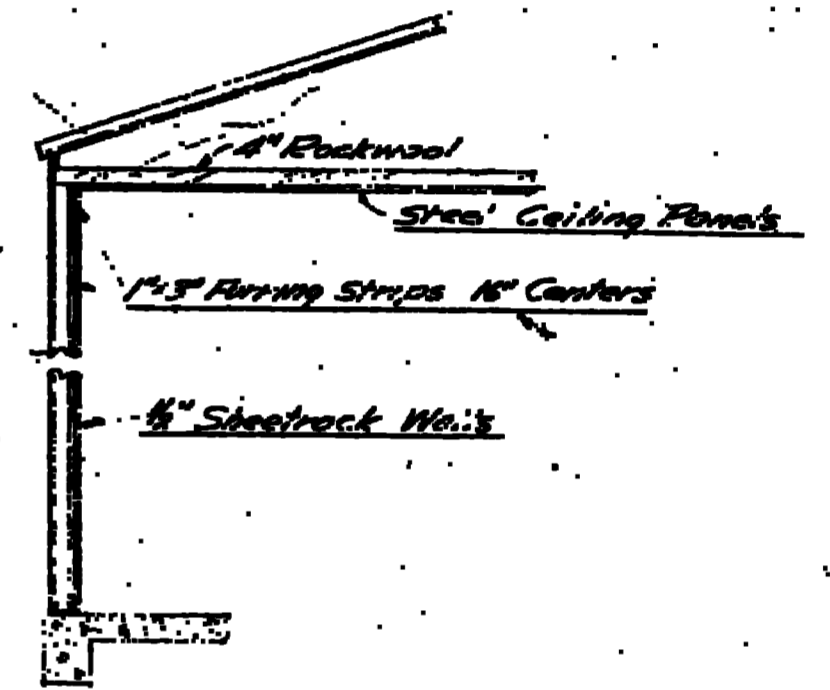 4" Rockwool
Steel Ceiling Panels
1"x3" Furring Strips 16" Centers
½" Sheetrock Walls